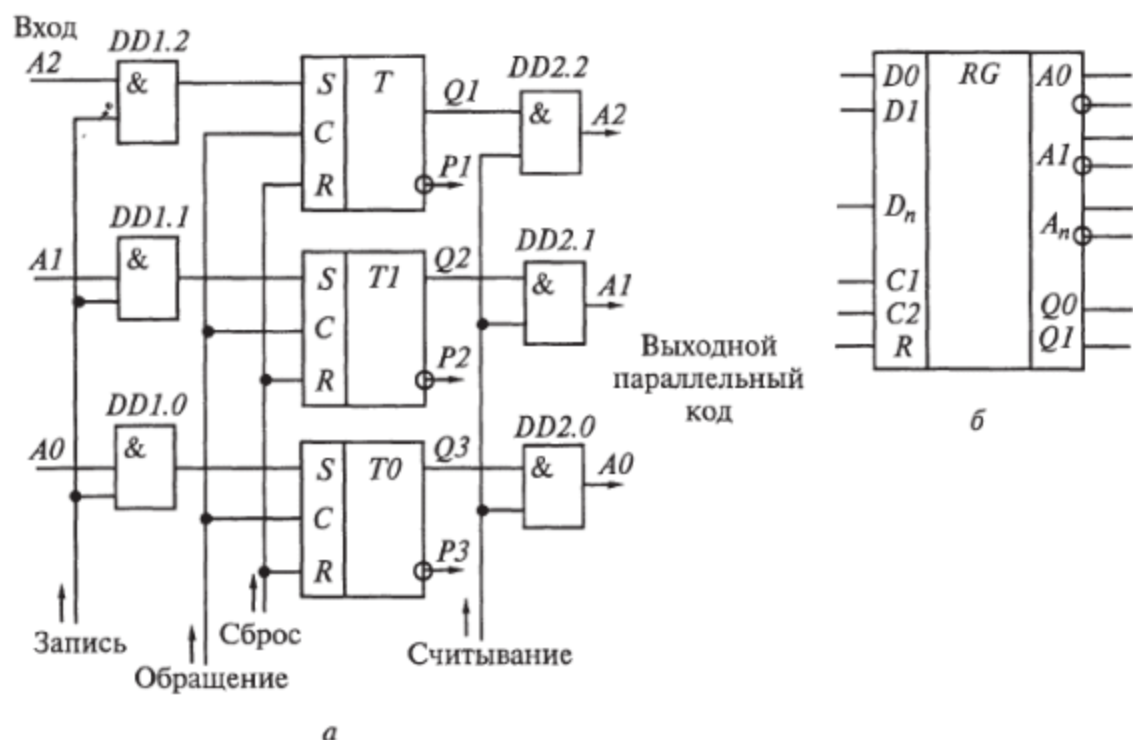 Вход
A2
DD1.2
&
S
T
C
R
Q1
P1
DD2.2
&
A2
A1
DD1.1
&
S
T1
C
R
Q2
P2
DD2.1
&
A1
A0
DD1.0
&
S
T0
C
R
Q3
P3
DD2.0
&
A0
Запись
Обращение
Сброс
Считывание
Выходной
параллельный
код
а
D0
D1
Dn
C1
C2
R
RG
A0
A1
An
Q0
Q1
б